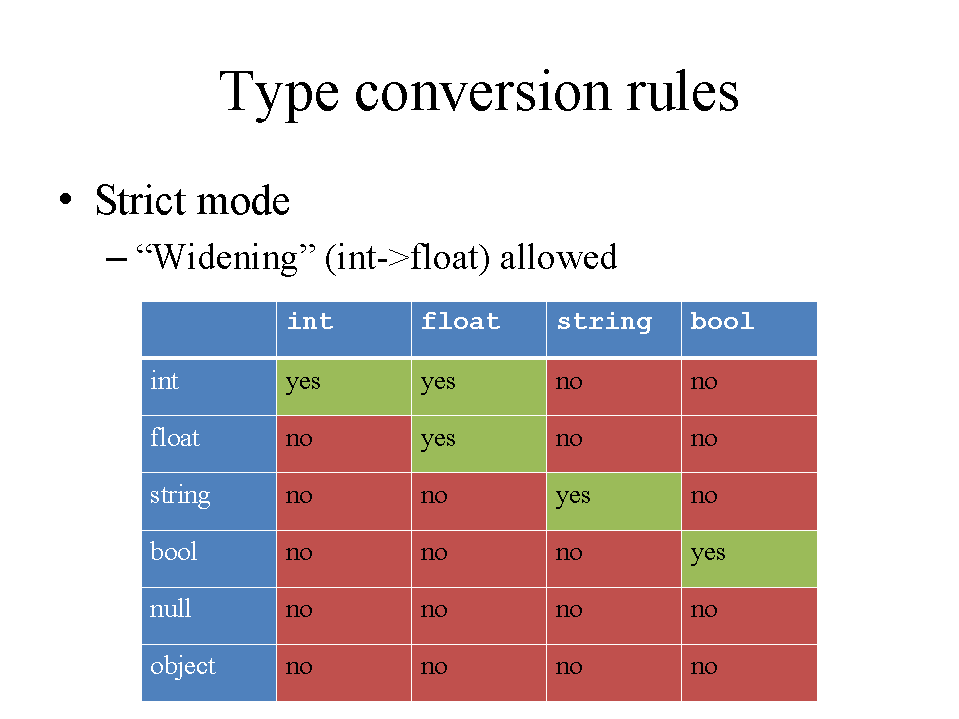 Type conversion rules
• Strict mode
– “Widening” (int->float) allowed
int float string bool
int yes yes no no
float no yes no no
string no no yes no
bool no no no yes
null no no no no
object no no no no